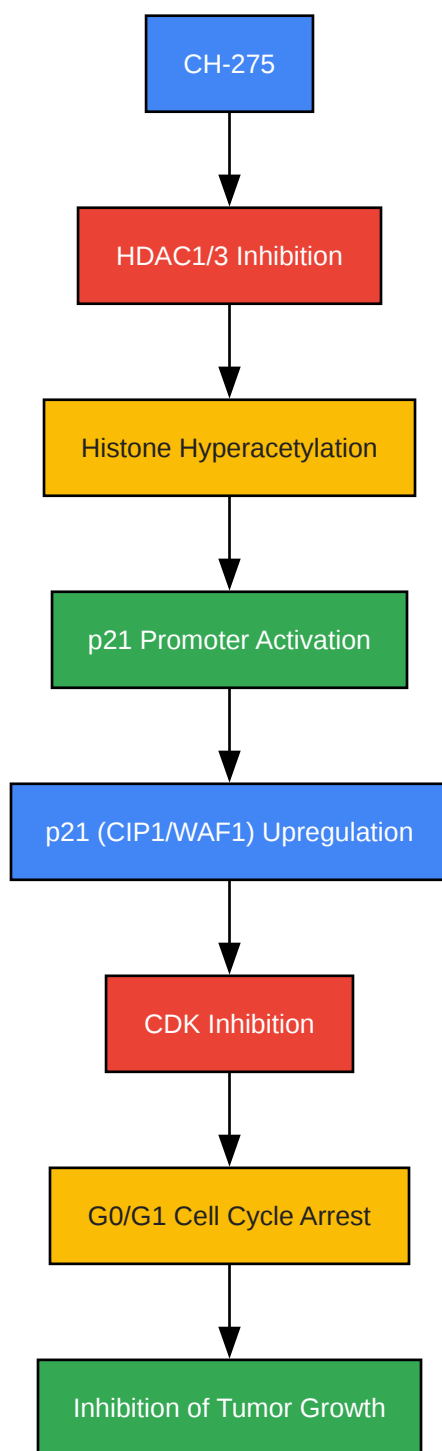 CH-275
HDAC1/3 Inhibition
Histone Hyperacetylation
p21 Promoter Activation
p21 (CIP1/WAF1) Upregulation
CDK Inhibition
G0/G1 Cell Cycle Arrest
Inhibition of Tumor Growth